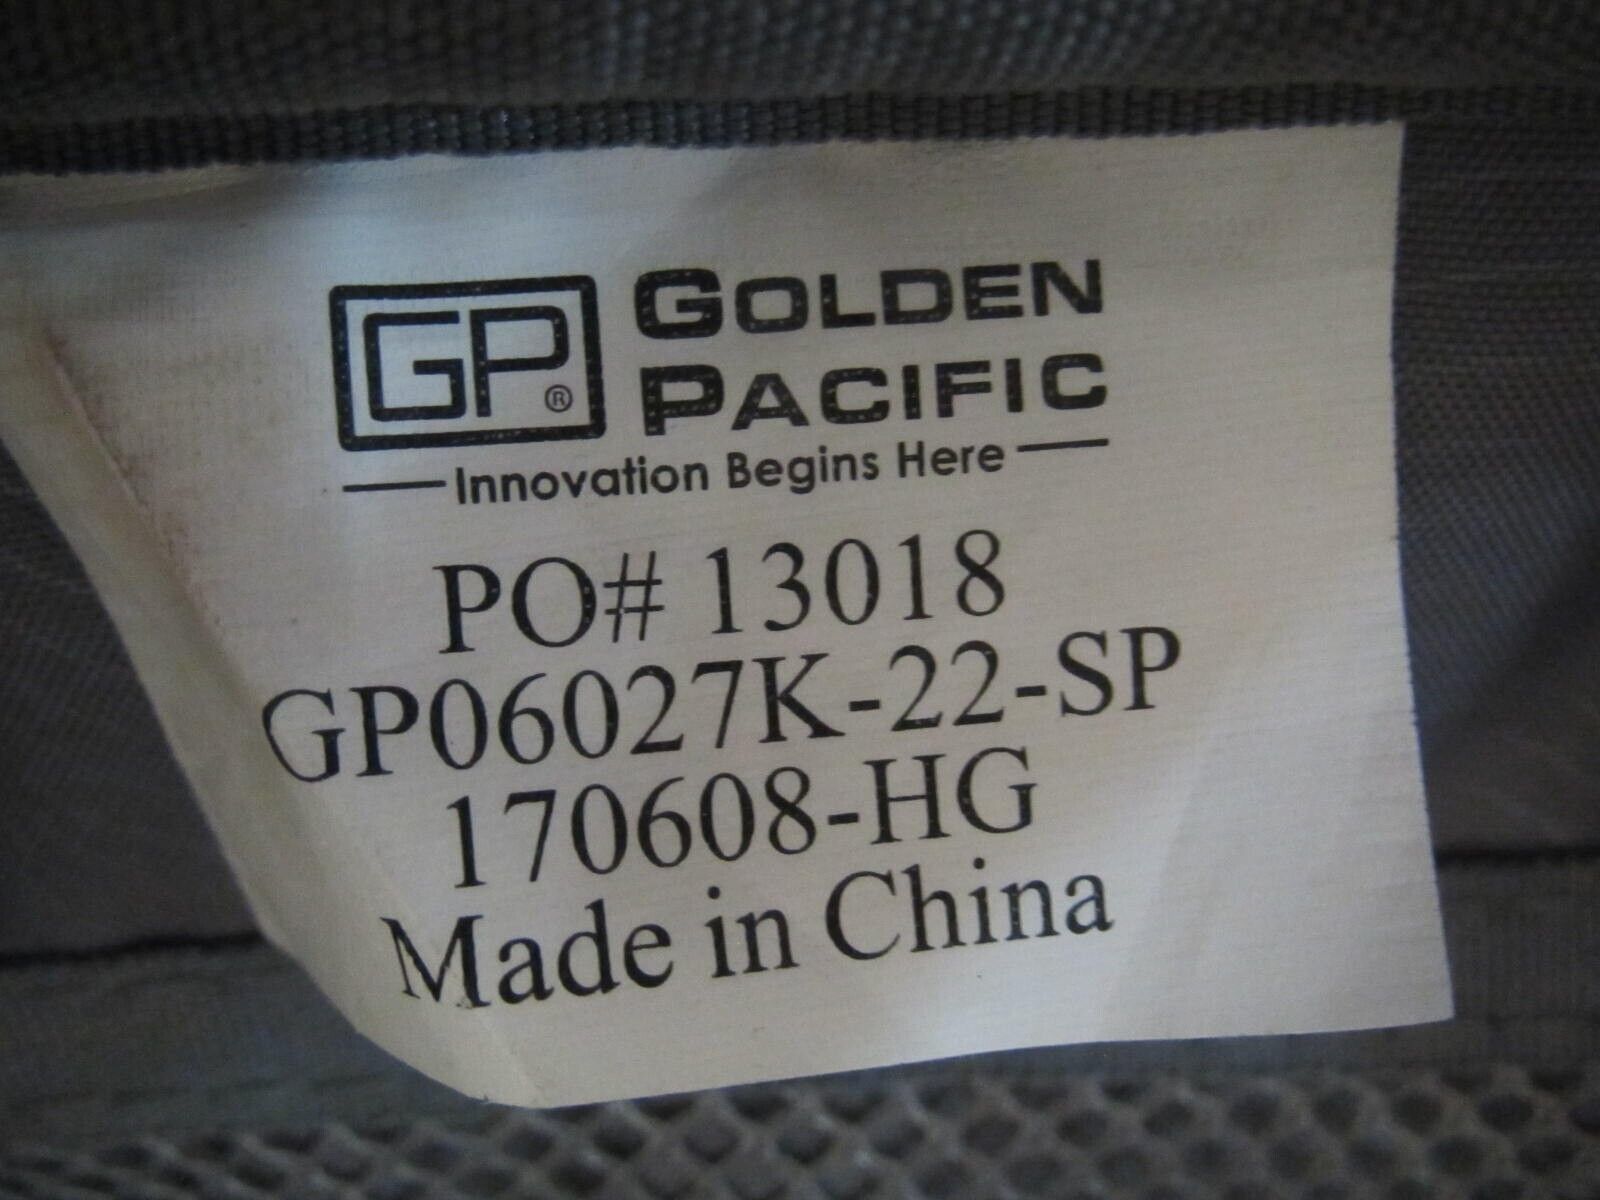 GP®
GOLDEN
PACIFIC
Innovation Begins Here
PO# 13018
GP06027K-22-SP
170608-HG
Made in China